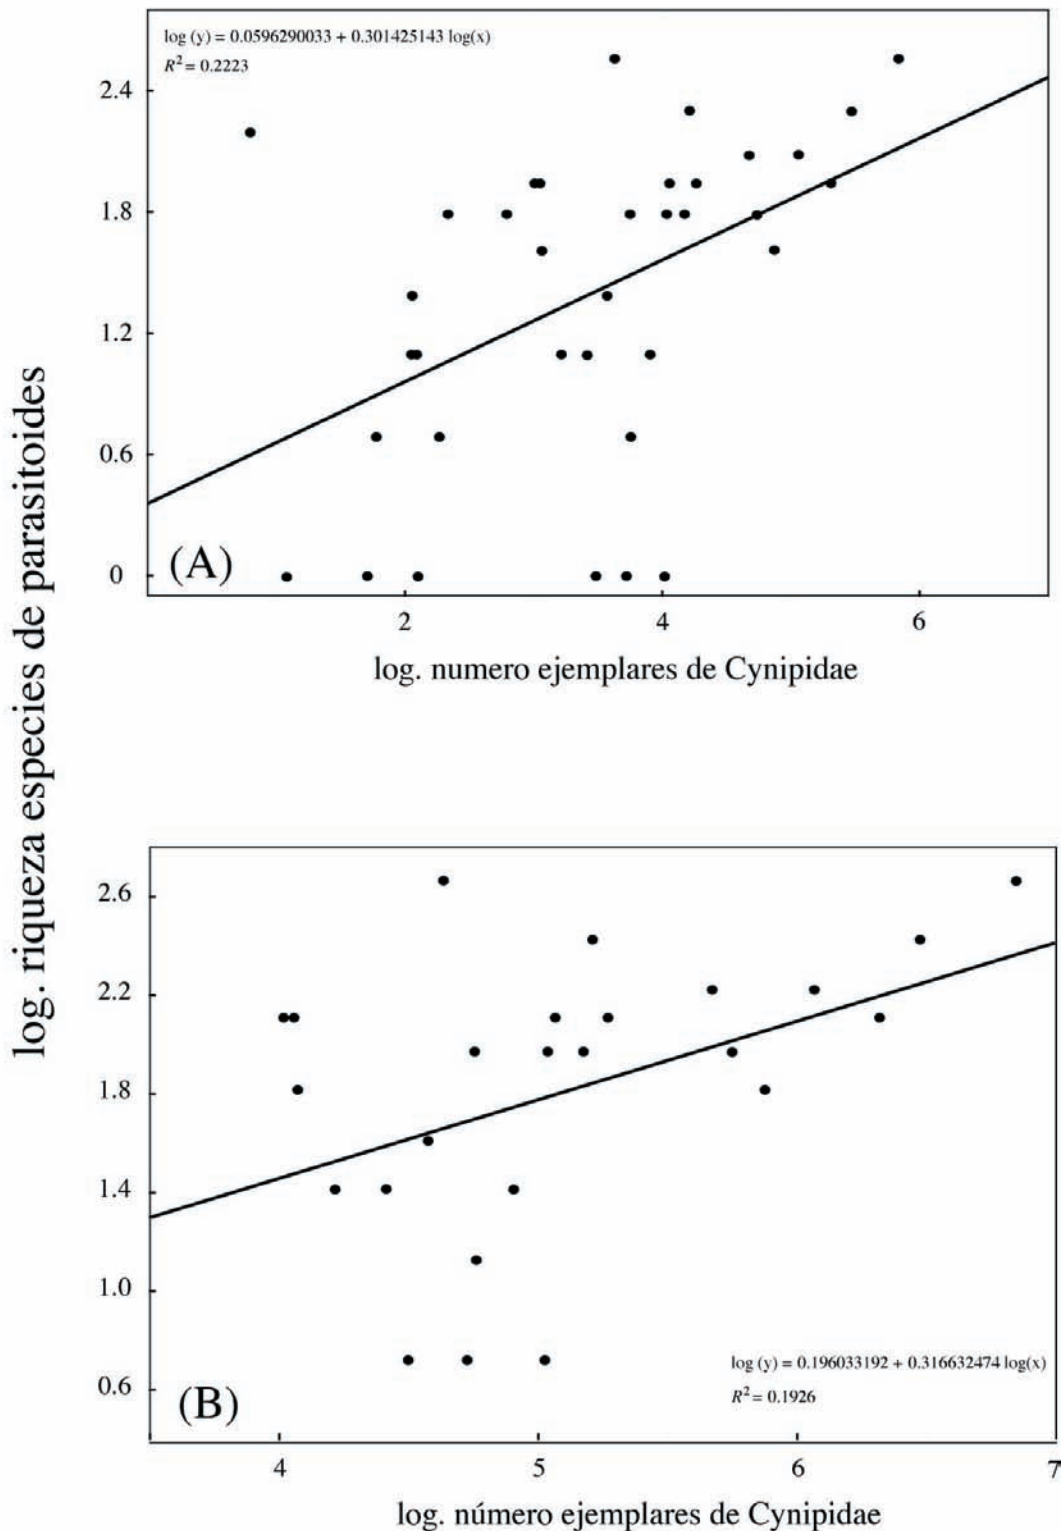 log (y) = 0.0596290033 + 0.301425143 log(x)
R² = 0.2223
2.4
1.8
1.2
0.6
0
(A)
2 4 6
log. numero ejemplares de Cynipidae
log. riqueza especies de parasitoides
2.6
2.2
1.8
1.4
1.0
0.6
log (y) = 0.196033192 + 0.316632474 log(x)
R² = 0.1926
(B)
4 5 6 7
log. número ejemplares de Cynipidae